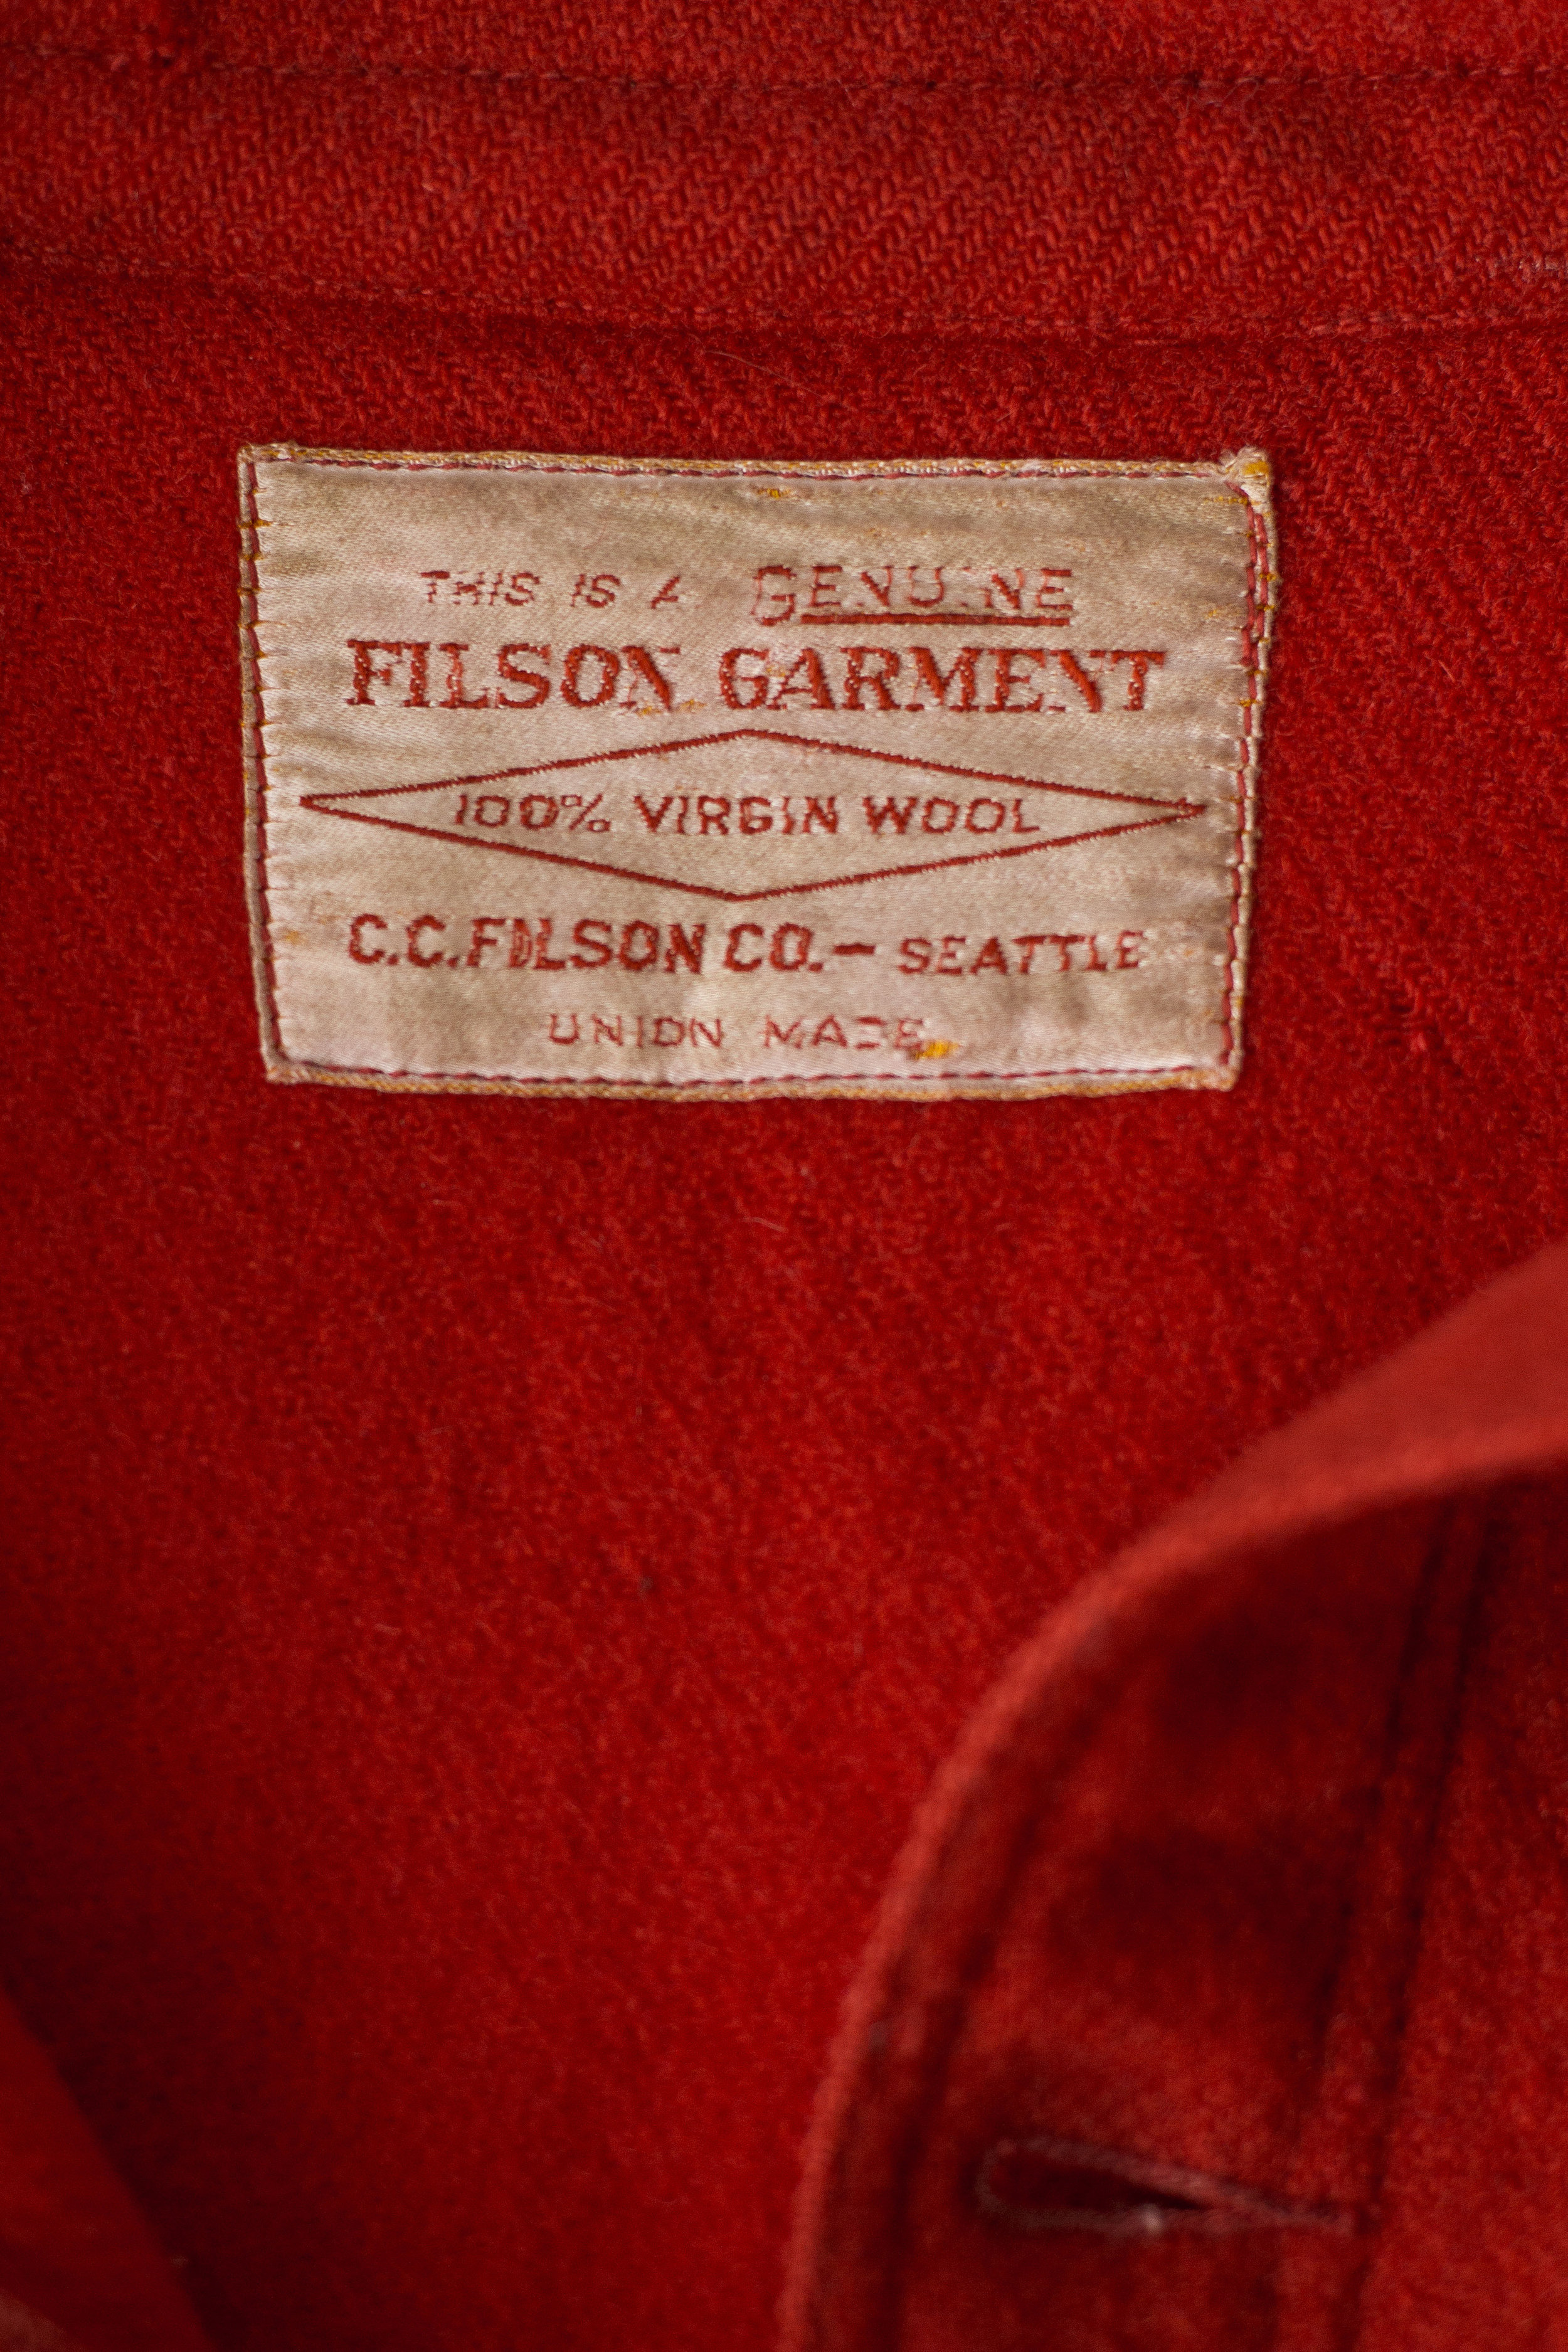 THIS IS A GENUINE
FILSON GARMENT
100% VIRGIN WOOL
C.C.FILSON CO.— SEATTLE
UNION MADE